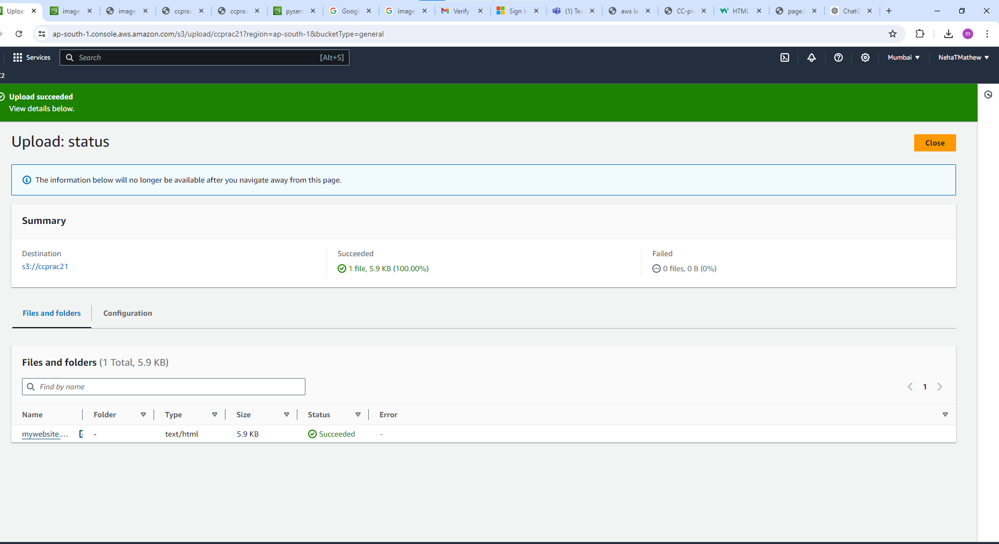 Uploa
image
image
ccprac
ccprac
pyserv
Googl
image
Verify
Sign In
(1) Tea
aws la
CC-pra
HTML
page.l
ChatG
ap-south-1.console.aws.amazon.com/s3/upload/ccprac21?region=ap-south-1&bucketType=general
m
Services
Search
[Alt+S]
Mumbai
NehaTMathew
C2
Upload succeeded
View details below.
Upload: status
Close
The information below will no longer be available after you navigate away from this page.
Summary
Destination
s3://ccprac21
Succeeded
1 file, 5.9 KB (100.00%)
Failed
0 files, 0 B (0%)
Files and folders
Configuration
Files and folders (1 Total, 5.9 KB)
Find by name
1
Name
Folder
Type
Size
Status
Error
mywebsite....
-
text/html
5.9 KB
Succeeded
-